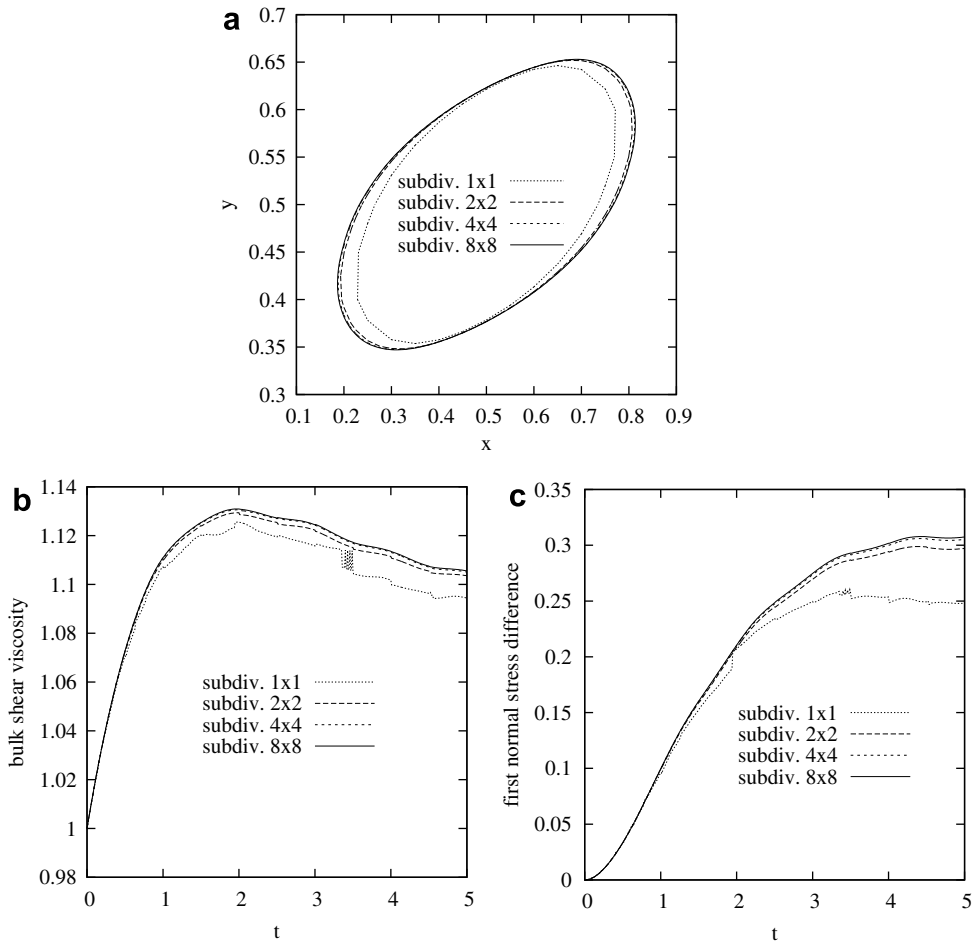 a
0.7
0.65
0.6
0.55
0.5
0.45
0.4
0.35
0.3
y
subdiv. 1x1
subdiv. 2x2
subdiv. 4x4
subdiv. 8x8
0.1 0.2 0.3 0.4 0.5 0.6 0.7 0.8 0.9
x
b
1.14
1.12
1.1
1.08
1.06
1.04
1.02
1
0.98
bulk shear viscosity
subdiv. 1x1
subdiv. 2x2
subdiv. 4x4
subdiv. 8x8
0 1 2 3 4 5
t
c
0.35
0.3
0.25
0.2
0.15
0.1
0.05
0
first normal stress difference
subdiv. 1x1
subdiv. 2x2
subdiv. 4x4
subdiv. 8x8
0 1 2 3 4 5
t